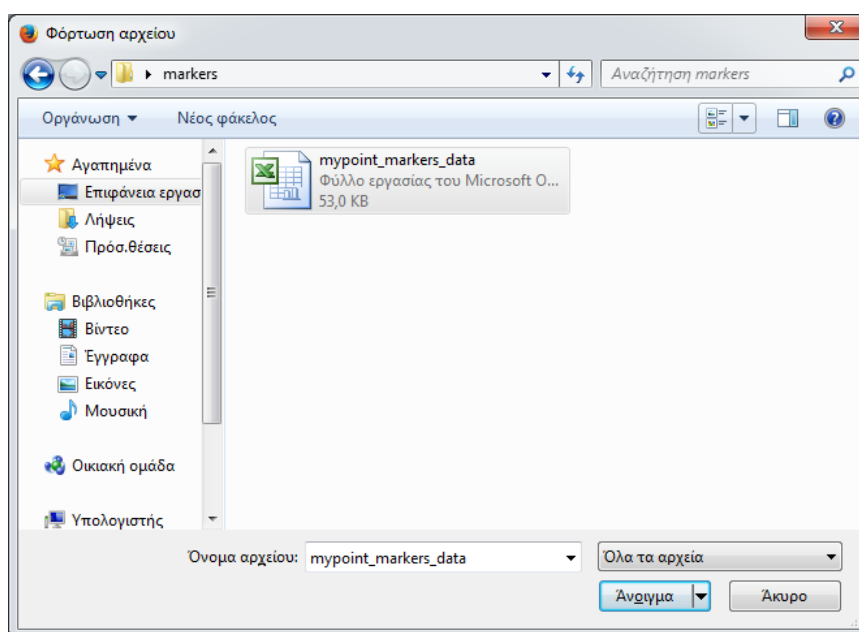 Φόρτωση αρχείου
markers
Αναζήτηση markers
Οργάνωση
Νέος φάκελος
Αγαπημένα
Επιφάνεια εργασ
Λήψεις
Πρόσ.θέσεις
Βιβλιοθήκες
Βίντεο
Έγγραφα
Εικόνες
Μουσική
Οικιακή ομάδα
Υπολογιστής
mypoint_markers_data
Φύλλο εργασίας του Microsoft O...
53,0 KB
Όνομα αρχείου: mypoint_markers_data
Όλα τα αρχεία
Άνοιγμα
Άκυρο